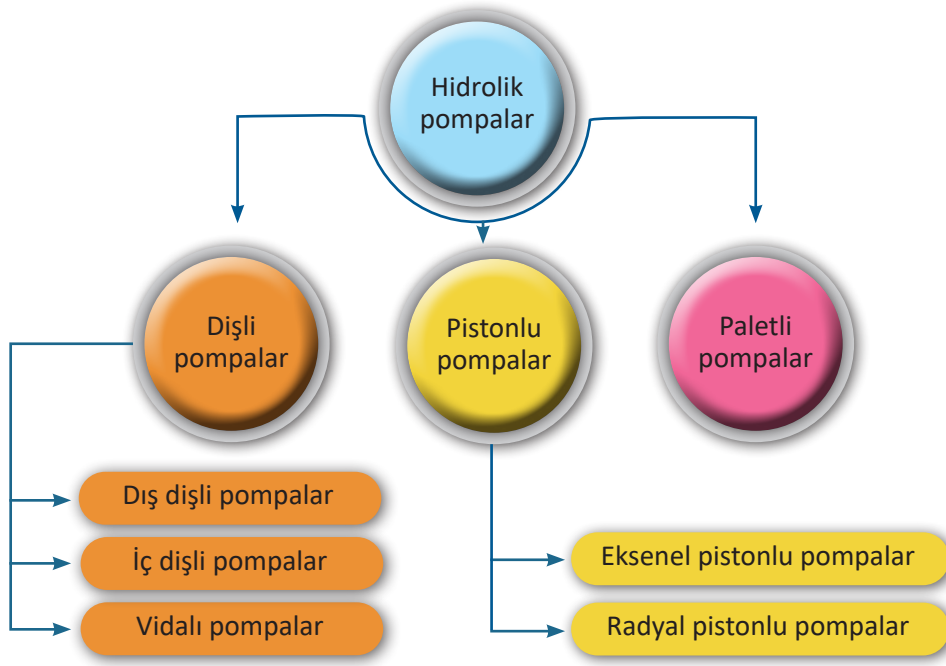 Hidrolik
pompalar
Dişli
pompalar
Pistonlu
pompalar
Paletli
pompalar
Dış dişli pompalar
İç dişli pompalar
Vidalı pompalar
Eksenel pistonlu pompalar
Radyal pistonlu pompalar